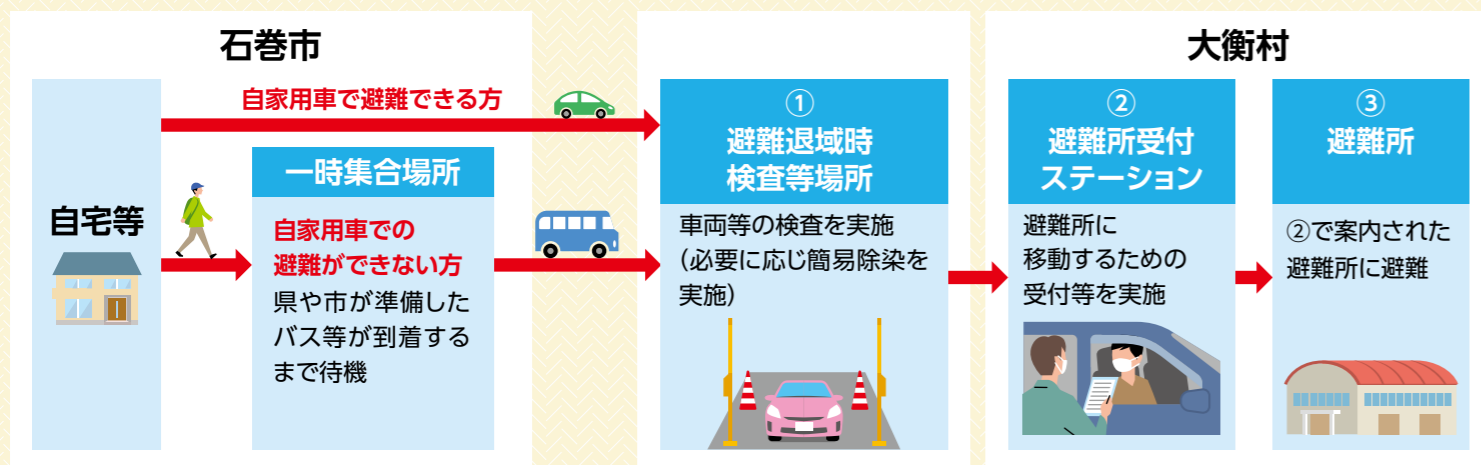 石巻市
自宅等
自家用車で避難できる方
一時集合場所
自家用車での
避難ができない方
県や市が準備した
バス等が到着する
まで待機
①
避難退域時
検査等場所
車両等の検査を実施
（必要に応じ簡易除染を
実施）
大衡村
②
避難所受付
ステーション
避難所に
移動するための
受付等を実施
③
避難所
②で案内された
避難所に避難